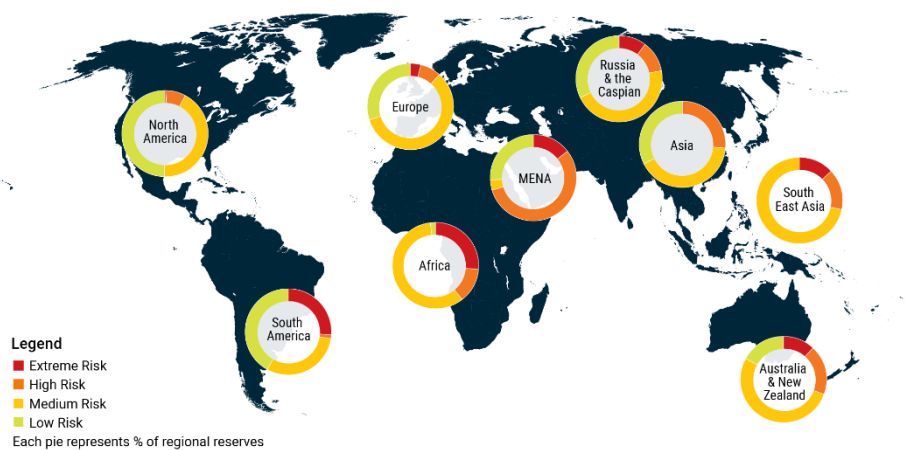 Russia
& the
Caspian
Europe
North
America
Asia
MENA
South
East Asia
Africa
South
America
Legend
Extreme Risk
High Risk
Medium Risk
Low Risk
Each pie represents % of regional reserves
Australia
& New
Zealand